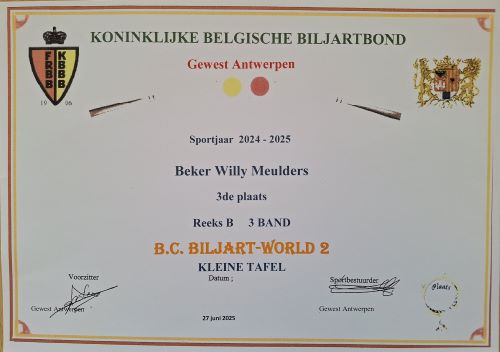 KONINKLIJKE BELGISCHE BILJARTBOND
FRBB KBBB
19 06
Gewest Antwerpen
Sportjaar 2024 - 2025
Beker Willy Meulders
3de plaats
Reeks B 3 BAND
B.C. BILJART-WORLD 2
KLEINE TAFEL
Voorzitter
Datum ;
Sportbestuurder
Plaats
Gewest Antwerpen
Gewest Antwerpen
27 juni 2025